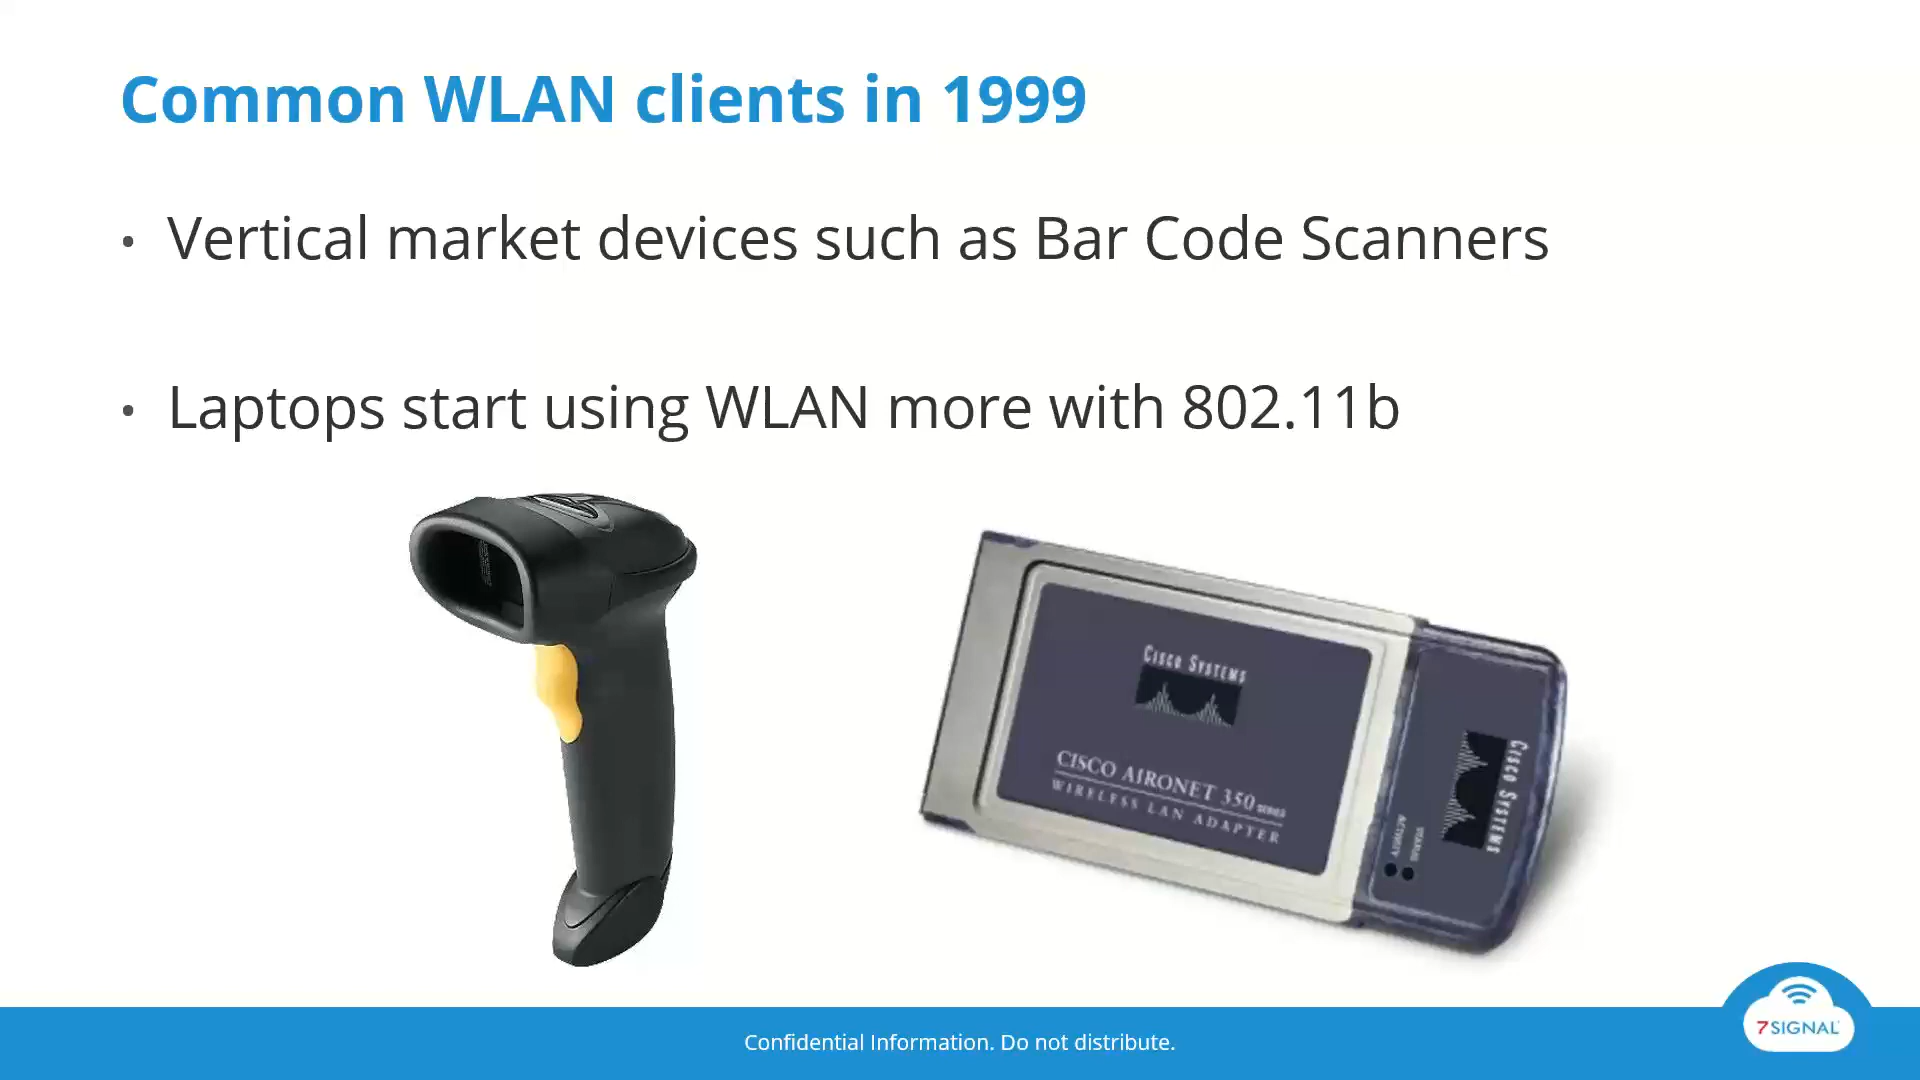 Common WLAN clients in 1999
• Vertical market devices such as Bar Code Scanners
• Laptops start using WLAN more with 802.11b
CISCO SYSTEMS
CISCO AIRONET 350 SERIES
WIRELESS LAN ADAPTER
CISCO SYSTEMS
STATUS
ACTIVITY
Confidential Information. Do not distribute.
7SIGNAL